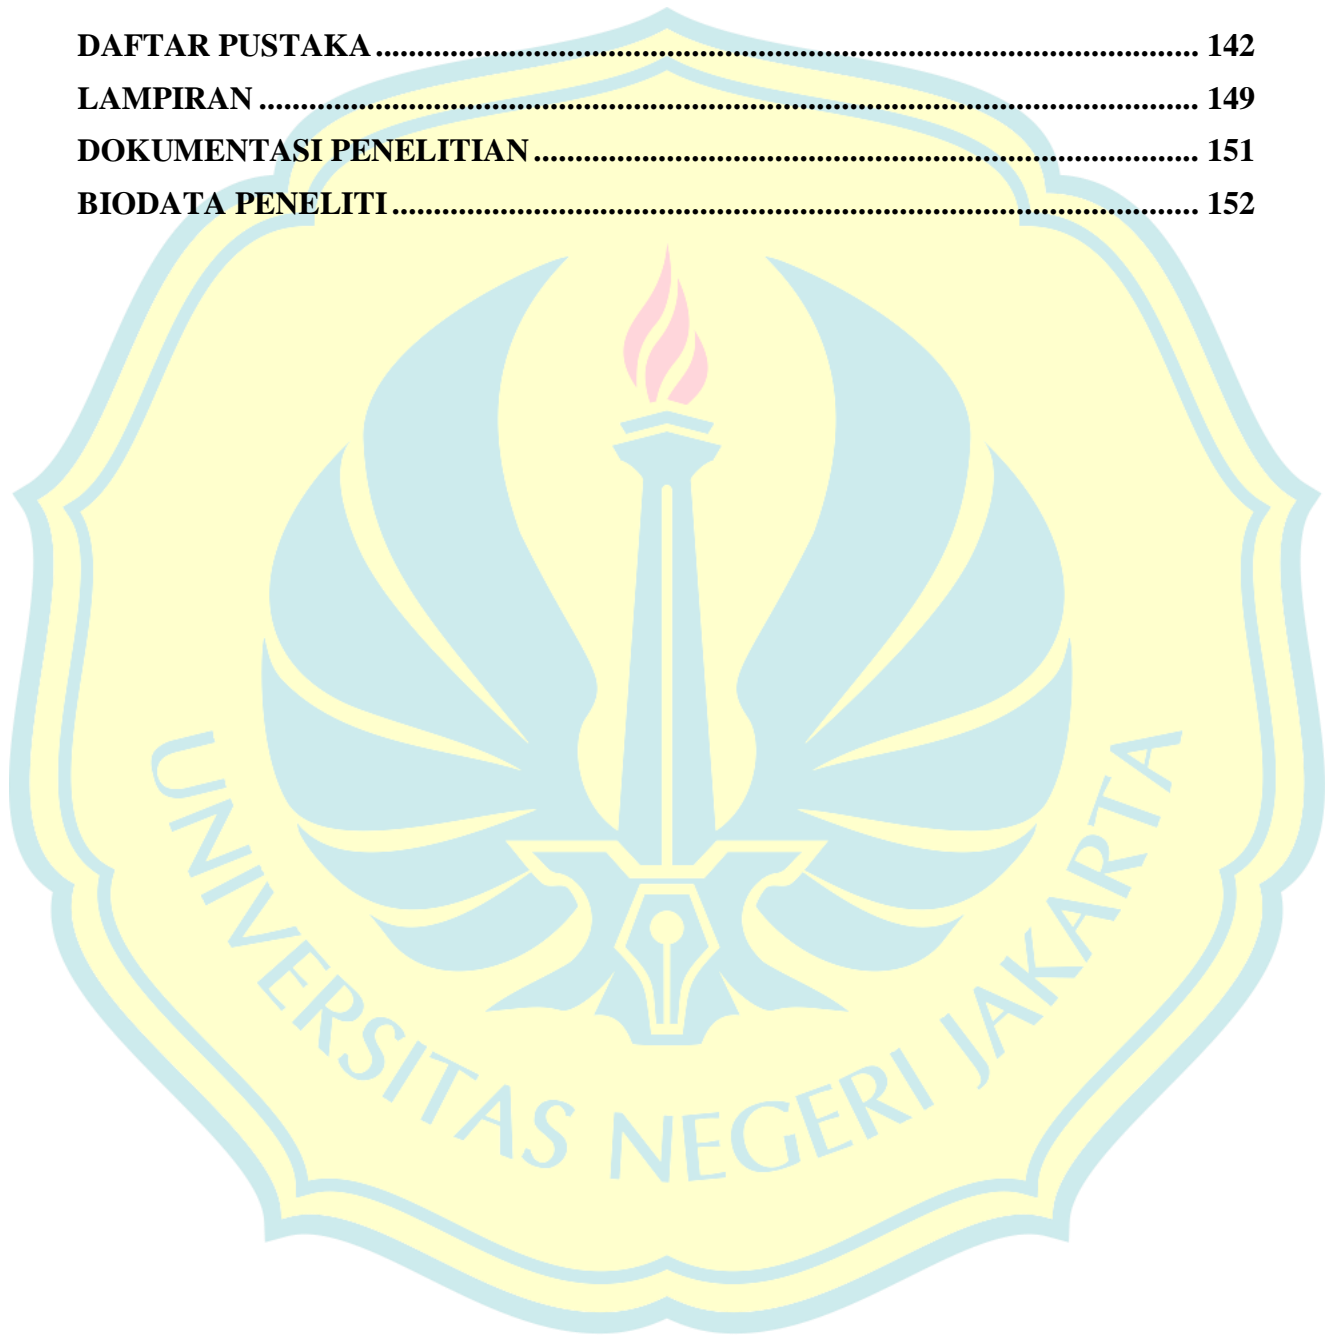 DAFTAR PUSTAKA ........................................................................................................ 142
LAMPIRAN ........................................................................................................................ 149
DOKUMENTASI PENELITIAN .................................................................................... 151
BIODATA PENELITI ...................................................................................................... 152
UNIVERSITAS NEGERI JAKARTA